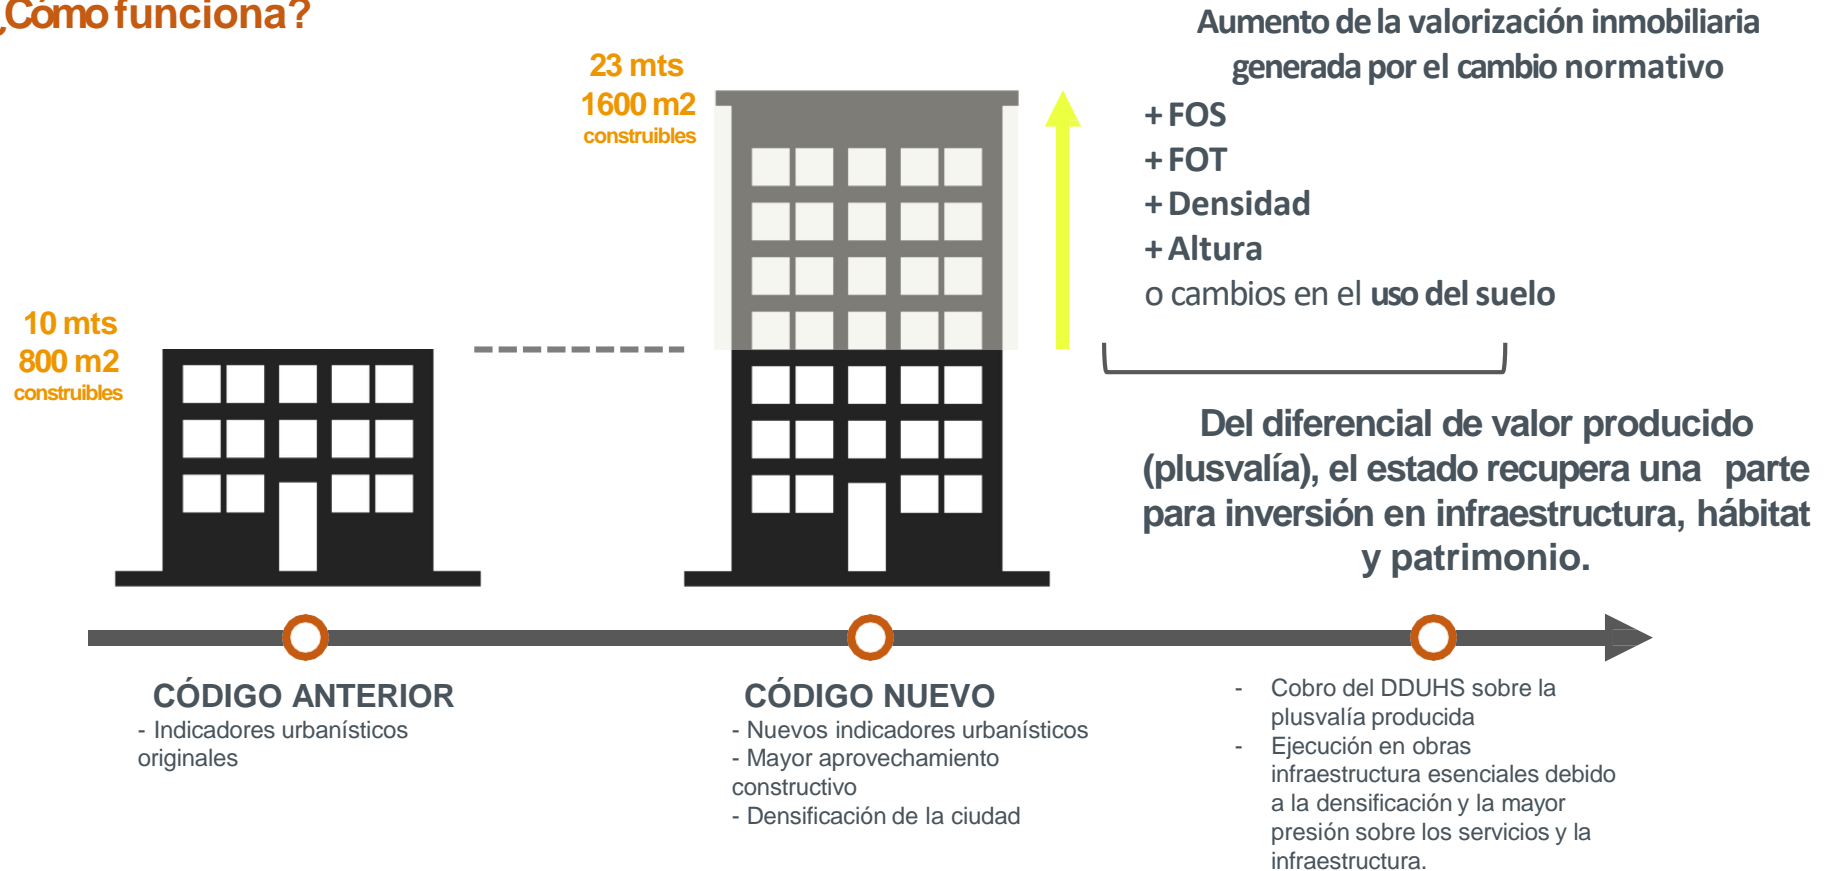 ¿Cómo funciona?
23 mts
1600 m2
construibles
10 mts
800 m2
construibles
Aumento de la valorización inmobiliaria
generada por el cambio normativo
+ FOS
+ FOT
+ Densidad
+ Altura
o cambios en el uso del suelo
Del diferencial de valor producido
(plusvalía), el estado recupera una parte
para inversión en infraestructura, hábitat
y patrimonio.
CÓDIGO ANTERIOR
- Indicadores urbanísticos
originales
CÓDIGO NUEVO
- Nuevos indicadores urbanísticos
- Mayor aprovechamiento
constructivo
- Densificación de la ciudad
- Cobro del DDUHS sobre la
plusvalía producida
- Ejecución en obras
infraestructura esenciales debido
a la densificación y la mayor
presión sobre los servicios y la
infraestructura.